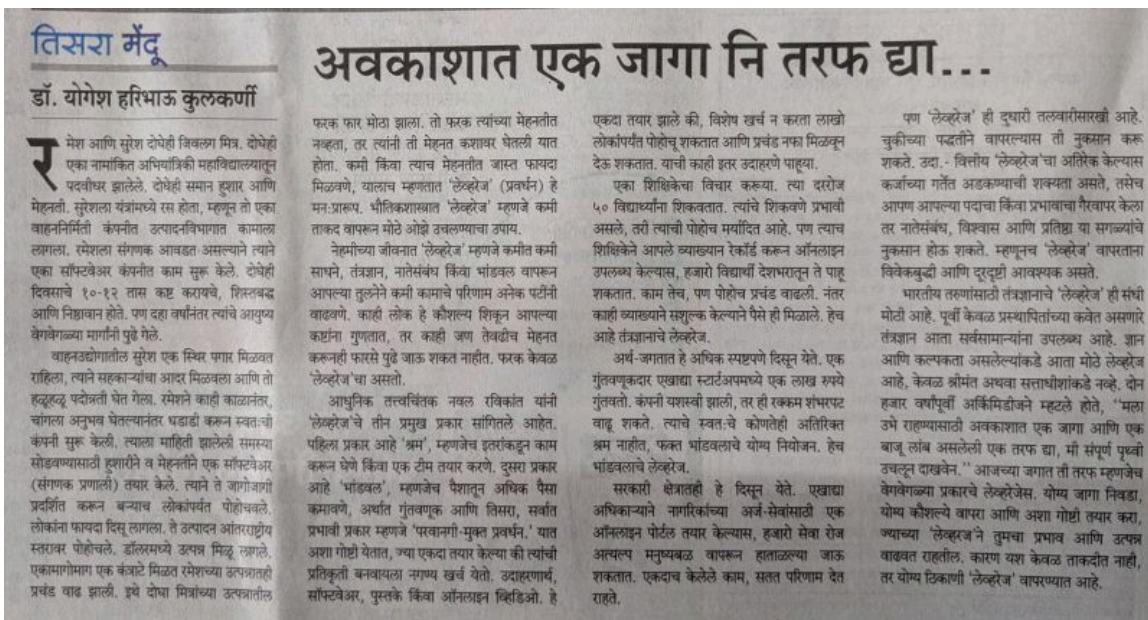 तिसरा मेंदू
डॉ. योगेश हरिभाऊ कुलकर्णी
अवकाशात एक जागा नि तरफ द्या...
रमेश आणि सुरेश दोघेही जिवलग मित्र. दोघेही
एका नामांकित अभियांत्रिकी महाविद्यालयातून
पदवीधर झालेले. दोघेही समान हुशार आणि
मेहनती. सुरेशला यंत्रांमध्ये रस होता, म्हणून तो एका
वाहननिर्मिती कंपनीत उत्पादनविभागात कामाला
लागला. रमेशला संगणक आवडत असल्याने त्याने
एका सॉफ्टवेअर कंपनीत काम सुरू केले. दोघेही
दिवसाचे १०-१२ तास कष्ट करायचे, शिस्तबद्ध
आणि निष्ठावान होते. पण दहा वर्षांनंतर त्यांचे आयुष्य
वेगवेगळ्या मार्गांनी पुढे गेले.
वाहनउद्योगातील सुरेश एक स्थिर पगार मिळवत
राहिला, त्याने सहकाऱ्यांचा आदर मिळवला आणि तो
हळूहळू पदोन्नती घेत गेला. रमेशने काही काळानंतर,
चांगला अनुभव घेतल्यानंतर धडाडी करून स्वतःची
कंपनी सुरू केली. त्याला माहिती झालेली समस्या
सोडवण्यासाठी हुशारीने व मेहनतीने एक सॉफ्टवेअर
(संगणक प्रणाली) तयार केले. त्याने ते जागोजागी
प्रदर्शित करून बऱ्याच लोकांपर्यंत पोहोचवले.
लोकांना फायदा दिसू लागला. ते उत्पादन आंतरराष्ट्रीय
स्तरावर पोहोचले. डॉलरमध्ये उत्पन्न मिळू लागले.
एकामागोमाग एक कंत्राटे मिळत रमेशच्या उत्पन्नातही
प्रचंड वाढ झाली. इथे दोघा मित्रांच्या उत्पन्नातील
फरक फार मोठा झाला. तो फरक त्यांच्या मेहनतीत
नव्हता, तर त्यांनी ती मेहनत कशावर घेतली यात
होता. कमी किंवा त्याच मेहनतीत जास्त फायदा
मिळवणे, यालाच म्हणतात 'लेव्हरेज' (प्रवर्धन) हे
मनःप्रारूप. भौतिकशास्त्रात 'लेव्हरेज' म्हणजे कमी
ताकद वापरून मोठे ओझे उचलण्याचा उपाय.
नेहमीच्या जीवनात 'लेव्हरेज' म्हणजे कमीत कमी
साधने, तंत्रज्ञान, नातेसंबंध किंवा भांडवल वापरून
आपल्या तुलनेने कमी कामाचे परिणाम अनेक पटींनी
वाढवणे. काही लोक हे कौशल्य शिकून आपल्या
कष्टांना गुणतात, तर काही जण तेवढीच मेहनत
करूनही फारसे पुढे जाऊ शकत नाहीत. फरक केवळ
'लेव्हरेज'चा असतो.
आधुनिक तत्त्वचिंतक नवल रविकांत यांनी
'लेव्हरेज'चे तीन प्रमुख प्रकार सांगितले आहेत.
पहिला प्रकार आहे 'श्रम', म्हणजेच इतरांकडून काम
करून घेणे किंवा एक टीम तयार करणे. दुसरा प्रकार
आहे 'भांडवल', म्हणजेच पैशातून अधिक पैसा
कमावणे, अर्थात गुंतवणूक आणि तिसरा, सर्वात
प्रभावी प्रकार म्हणजे 'परवानगी-मुक्त प्रवर्धन.' यात
अशा गोष्टी येतात, ज्या एकदा तयार केल्या की त्यांची
प्रतिकृती बनवायला नगण्य खर्च येतो. उदाहरणार्थ,
सॉफ्टवेअर, पुस्तके किंवा ऑनलाइन व्हिडिओ. हे
एकदा तयार झाले की, विशेष खर्च न करता लाखो
लोकांपर्यंत पोहोचू शकतात आणि प्रचंड नफा मिळवून
देऊ शकतात. याची काही इतर उदाहरणे पाहूया.
एका शिक्षिकेचा विचार करूया. त्या दररोज
५० विद्यार्थ्यांना शिकवतात. त्यांचे शिकवणे प्रभावी
असले, तरी त्याची पोहोच मर्यादित आहे. पण त्याच
शिक्षिकेने आपले व्याख्यान रेकॉर्ड करून ऑनलाइन
उपलब्ध केल्यास, हजारो विद्यार्थी देशभरातून ते पाहू
शकतात. काम तेच, पण पोहोच प्रचंड वाढली. नंतर
काही व्याख्याने सशुल्क केल्याने पैसेही मिळाले. हेच
आहे तंत्रज्ञानाचे लेव्हरेज.
अर्थ-जगतात हे अधिक स्पष्टपणे दिसून येते. एक
गुंतवणूकदार एखाद्या स्टार्टअपमध्ये एक लाख रुपये
गुंतवतो. कंपनी यशस्वी झाली, तर ही रक्कम शंभरपट
वाढू शकते. त्याचे स्वतःचे कोणतेही अतिरिक्त
श्रम नाहीत, फक्त भांडवलाचे योग्य नियोजन. हेच
भांडवलाचे लेव्हरेज.
सरकारी क्षेत्रातही हे दिसून येते. एखाद्या
अधिकाऱ्याने नागरिकांच्या अर्ज-सेवांसाठी एक
ऑनलाइन पोर्टल तयार केल्यास, हजारो सेवा रोज
अत्यल्प मनुष्यबळ वापरून हाताळल्या जाऊ
शकतात. एकदाच केलेले काम, सतत परिणाम देत
राहते.
पण 'लेव्हरेज' ही दुधारी तलवारीसारखी आहे.
चुकीच्या पद्धतीने वापरल्यास ती नुकसान करू
शकते. उदा.- वित्तीय 'लेव्हरेज'चा अतिरेक केल्यास
कर्जाच्या गर्तेत अडकण्याची शक्यता असते, तसेच
आपण आपल्या पदाचा किंवा प्रभावाचा गैरवापर केला
तर नातेसंबंध, विश्वास आणि प्रतिष्ठा या सगळ्यांचे
नुकसान होऊ शकते. म्हणूनच 'लेव्हरेज' वापरताना
विवेकबुद्धी आणि दूरदृष्टी आवश्यक असते.
भारतीय तरुणांसाठी तंत्रज्ञानाचे 'लेव्हरेज' ही संधी
मोठी आहे. पूर्वी केवळ प्रस्थापितांच्या कवेत असणारे
तंत्रज्ञान आता सर्वसामान्यांना उपलब्ध आहे. ज्ञान
आणि कल्पकता असलेल्यांकडे आता मोठे लेव्हरेज
आहे, केवळ श्रीमंत अथवा सत्ताधीशांकडे नव्हे. दोन
हजार वर्षांपूर्वी अर्किमिडीजने म्हटले होते, "मला
उभे राहण्यासाठी अवकाशात एक जागा आणि एक
बाजू लांब असलेली एक तरफ द्या, मी संपूर्ण पृथ्वी
उचलून दाखवेन." आजच्या जगात ती तरफ म्हणजेच
वेगवेगळ्या प्रकारचे लेव्हरेजेस. योग्य जागा निवडा,
योग्य कौशल्ये वापरा आणि अशा गोष्टी तयार करा
ज्याच्या 'लेव्हरेज'ने तुमचा प्रभाव आणि उत्पन्न
वाढवत राहतील. कारण यश केवळ ताकदीत नाही,
तर योग्य ठिकाणी 'लेव्हरेज' वापरण्यात आहे.